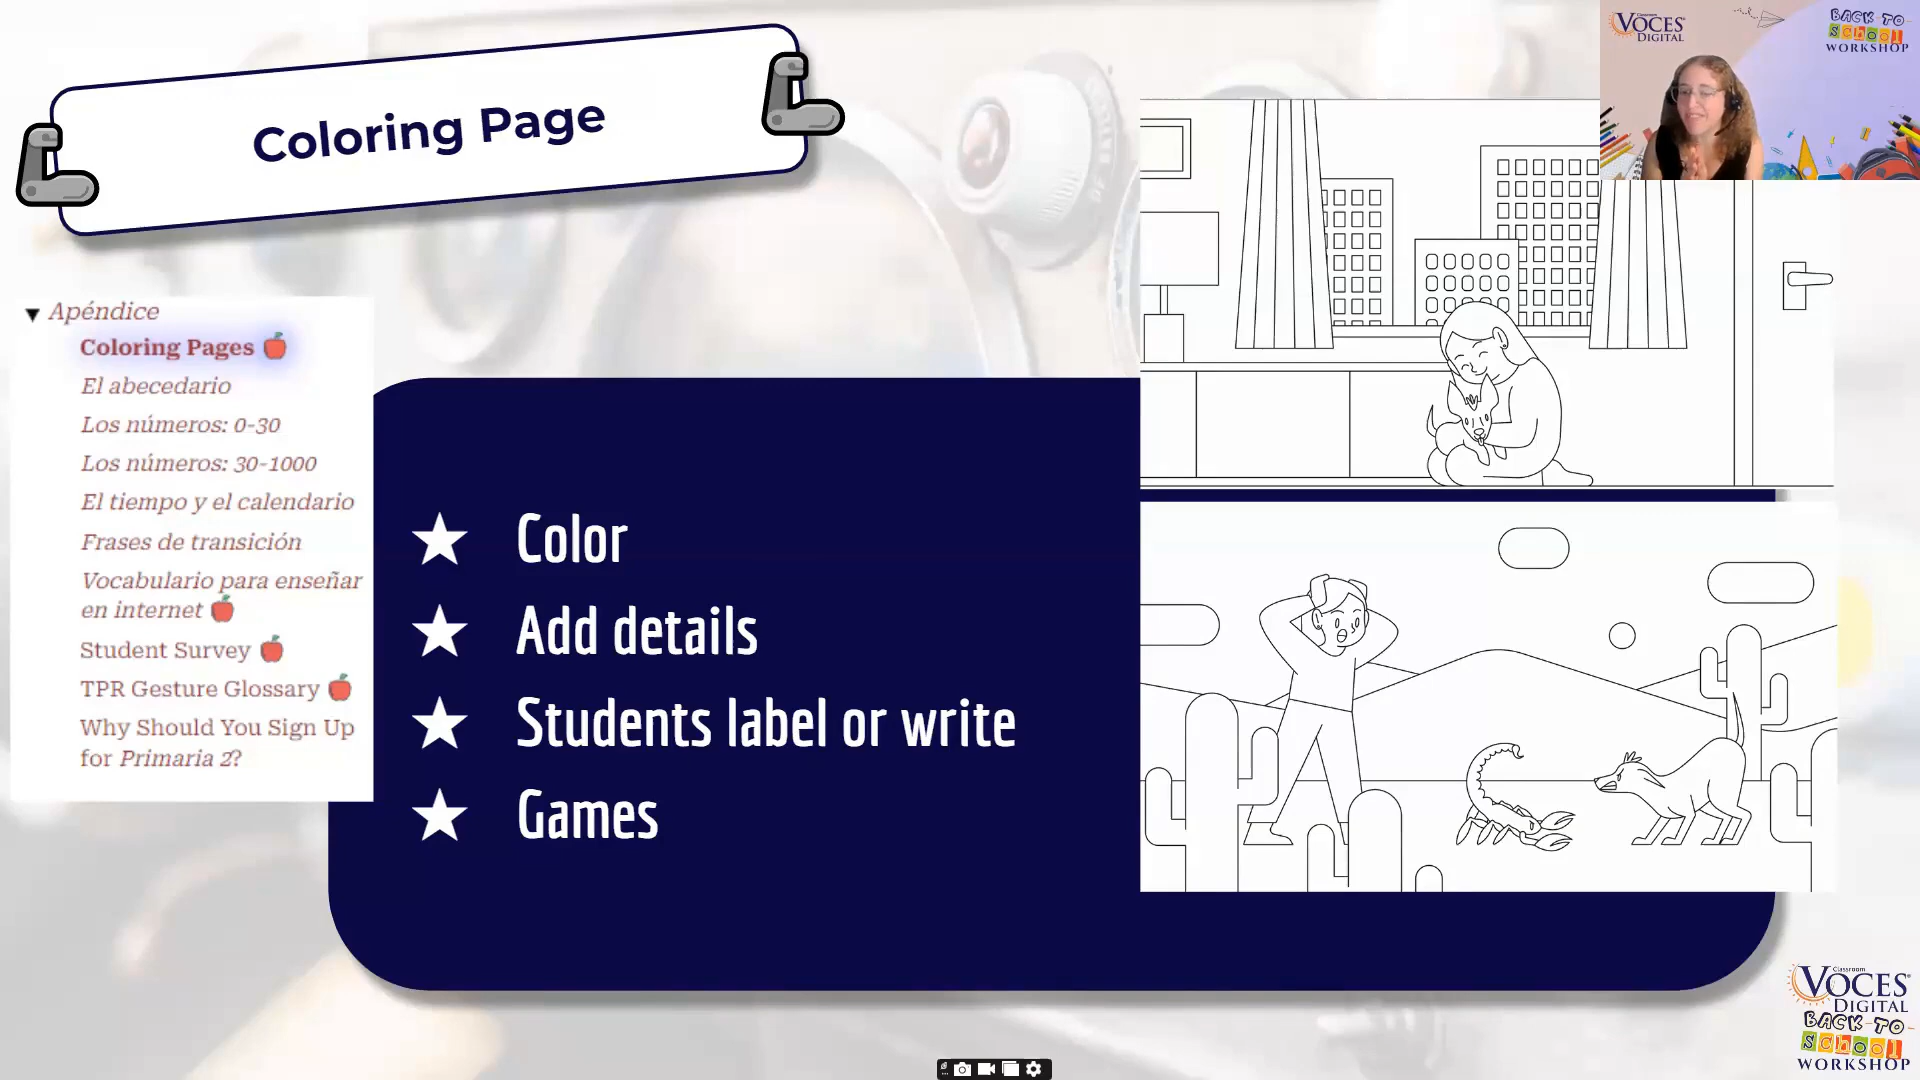 Coloring Page
Classroom
VOCES
DIGITAL
BACK TO
School
WORKSHOP
▼ Apéndice
Coloring Pages
El abecedario
Los números: 0-30
Los números: 30-1000
El tiempo y el calendario
Frases de transición
Vocabulario para enseñar
en internet
Student Survey
TPR Gesture Glossary
Why Should You Sign Up
for Primaria 2?
★ Color
★ Add details
★ Students label or write
★ Games
Classroom
VOCES
DIGITAL
BACK TO
School
WORKSHOP